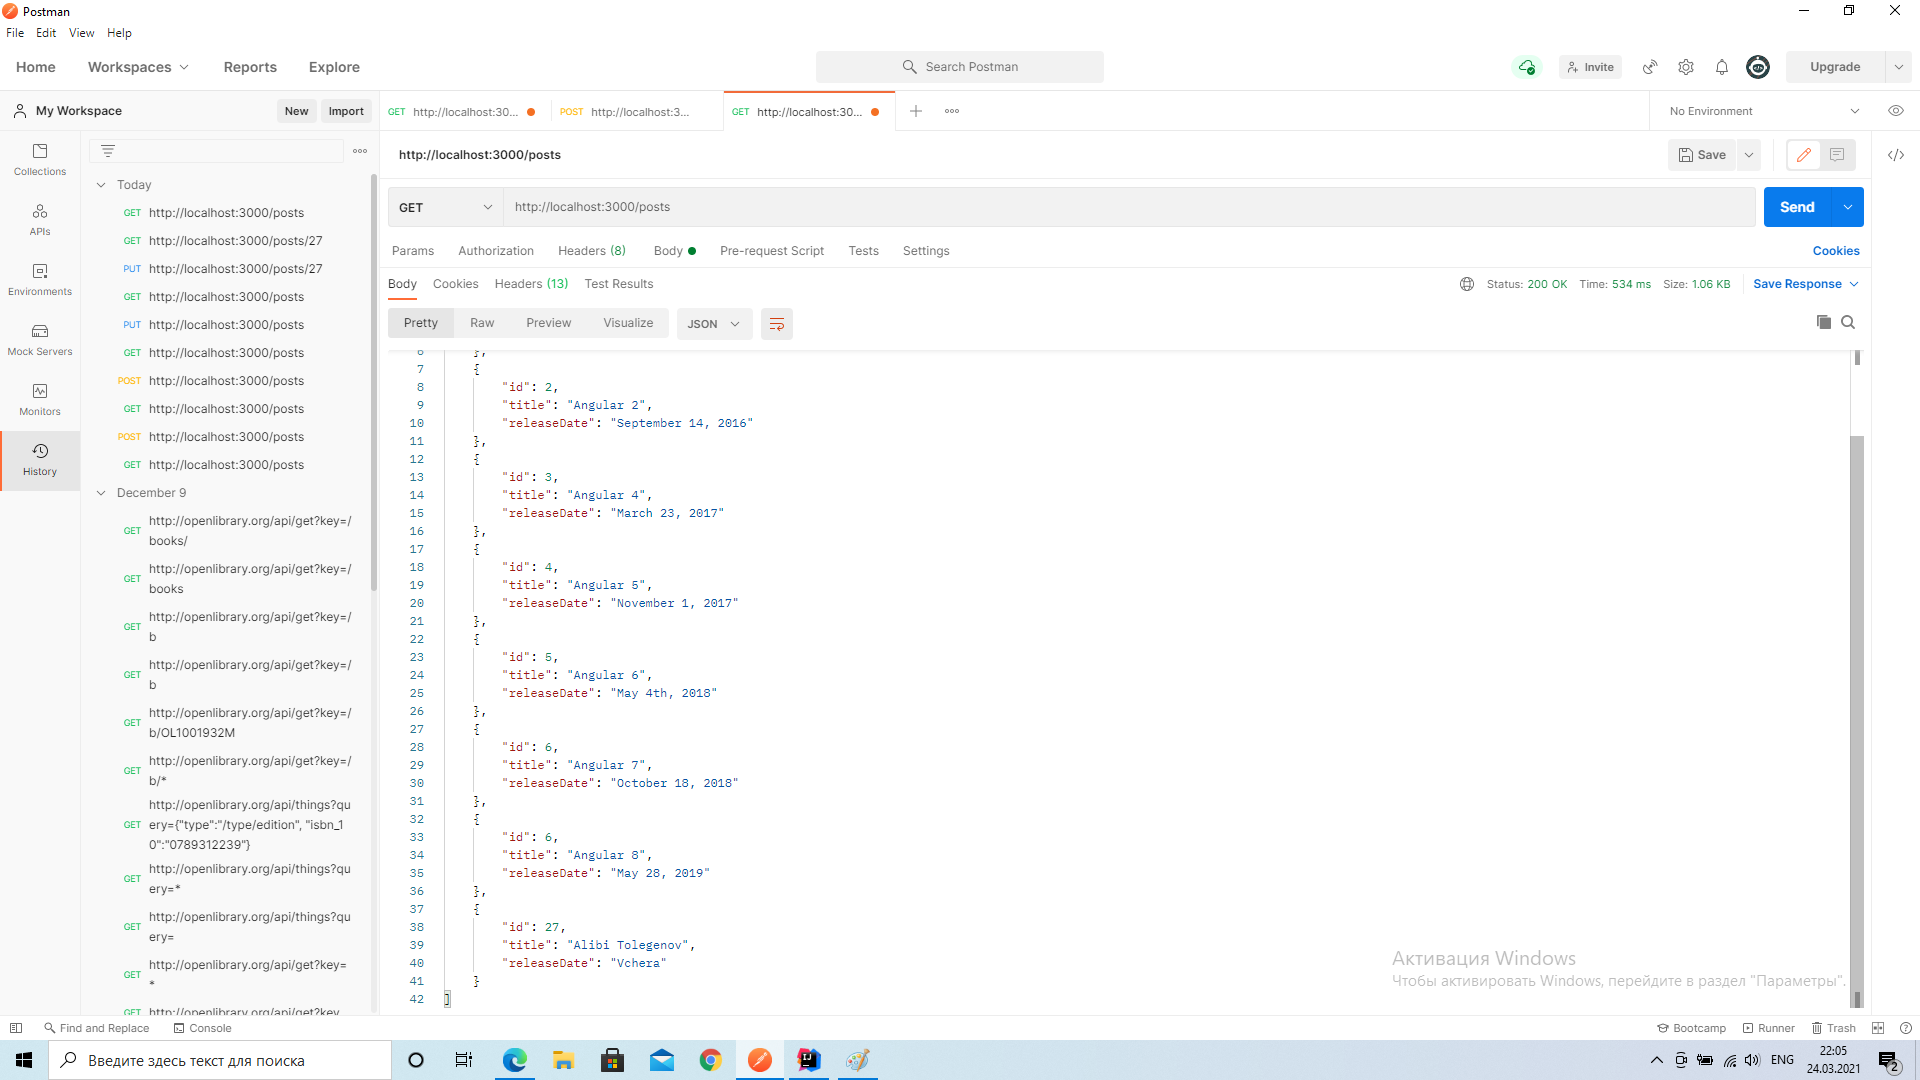 Postman
File Edit View Help
Home Workspaces Reports Explore Search Postman Invite Upgrade
My Workspace New Import GET http://localhost:30... POST http://localhost:3... GET http://localhost:30... No Environment
http://localhost:3000/posts Save
GET http://localhost:3000/posts Send
Params Authorization Headers (8) Body Pre-request Script Tests Settings Cookies
Body Cookies Headers (13) Test Results Status: 200 OK Time: 534 ms Size: 1.06 KB Save Response
Pretty Raw Preview Visualize JSON
Collections
APIs
Environments
Mock Servers
Monitors
History
Today
GET http://localhost:3000/posts
GET http://localhost:3000/posts/27
PUT http://localhost:3000/posts/27
GET http://localhost:3000/posts
PUT http://localhost:3000/posts
GET http://localhost:3000/posts
POST http://localhost:3000/posts
GET http://localhost:3000/posts
POST http://localhost:3000/posts
GET http://localhost:3000/posts
December 9
GET http://openlibrary.org/api/get?key=/
books/
GET http://openlibrary.org/api/get?key=/
books
GET http://openlibrary.org/api/get?key=/
b
GET http://openlibrary.org/api/get?key=/
b
GET http://openlibrary.org/api/get?key=/
b/OL1001932M
GET http://openlibrary.org/api/get?key=/
b/*
http://openlibrary.org/api/things?qu
GET ery={"type":"/type/edition", "isbn_1
0":"0789312239"}
GET http://openlibrary.org/api/things?qu
ery=*
GET http://openlibrary.org/api/things?qu
ery=
GET http://openlibrary.org/api/get?key=
*
GET http://openlibrary.org/api/get?key
6 },
7 {
8 "id": 2,
9 "title": "Angular 2",
10 "releaseDate": "September 14, 2016"
11 },
12 {
13 "id": 3,
14 "title": "Angular 4",
15 "releaseDate": "March 23, 2017"
16 },
17 {
18 "id": 4,
19 "title": "Angular 5",
20 "releaseDate": "November 1, 2017"
21 },
22 {
23 "id": 5,
24 "title": "Angular 6",
25 "releaseDate": "May 4th, 2018"
26 },
27 {
28 "id": 6,
29 "title": "Angular 7",
30 "releaseDate": "October 18, 2018"
31 },
32 {
33 "id": 6,
34 "title": "Angular 8",
35 "releaseDate": "May 28, 2019"
36 },
37 {
38 "id": 27,
39 "title": "Alibi Tolegenov",
40 "releaseDate": "Vchera"
41 }
42 ]
Активация Windows
Чтобы активировать Windows, перейдите в раздел "Параметры".
Find and Replace Console Bootcamp Runner Trash
Введите здесь текст для поиска ENG 22:05
24.03.2021 2